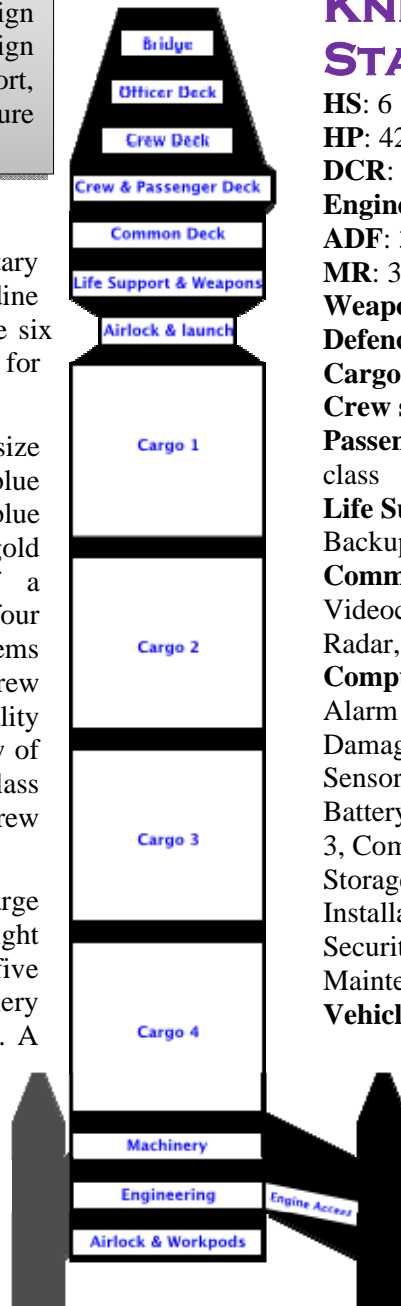 ign
ign
ort,
ure
tary
line
e six
for
size
blue
blue
gold
a
four
ems
rew
lity
y of
lass
rew
arge
ight
five
nery
. A
Bridge
Officer Deck
Crew Deck
Crew & Passenger Deck
Common Deck
Life Support & Weapons
Airlock & launch
Cargo 1
Cargo 2
Cargo 3
Cargo 4
Machinery
Engineering
Engine Access
Airlock & Workpods
STA
HS: 6
HP: 42
DCR:
Engine
ADF:
MR: 3
Weapo
Defenc
Cargo
Crew s
Passen
class
Life Su
Backup
Comm
Videoc
Radar,
Compu
Alarm
Damag
Sensor
Battery
3, Com
Storage
Installa
Securit
Mainte
Vehicl